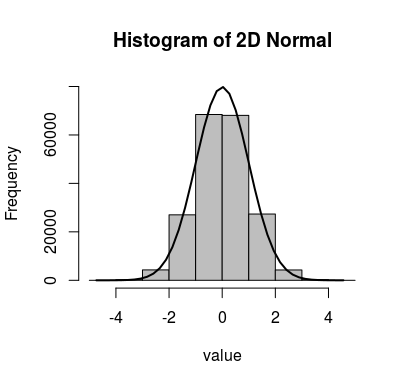 Histogram of 2D Normal
Frequency
60000
20000
0
-4 -2 0 2 4
value